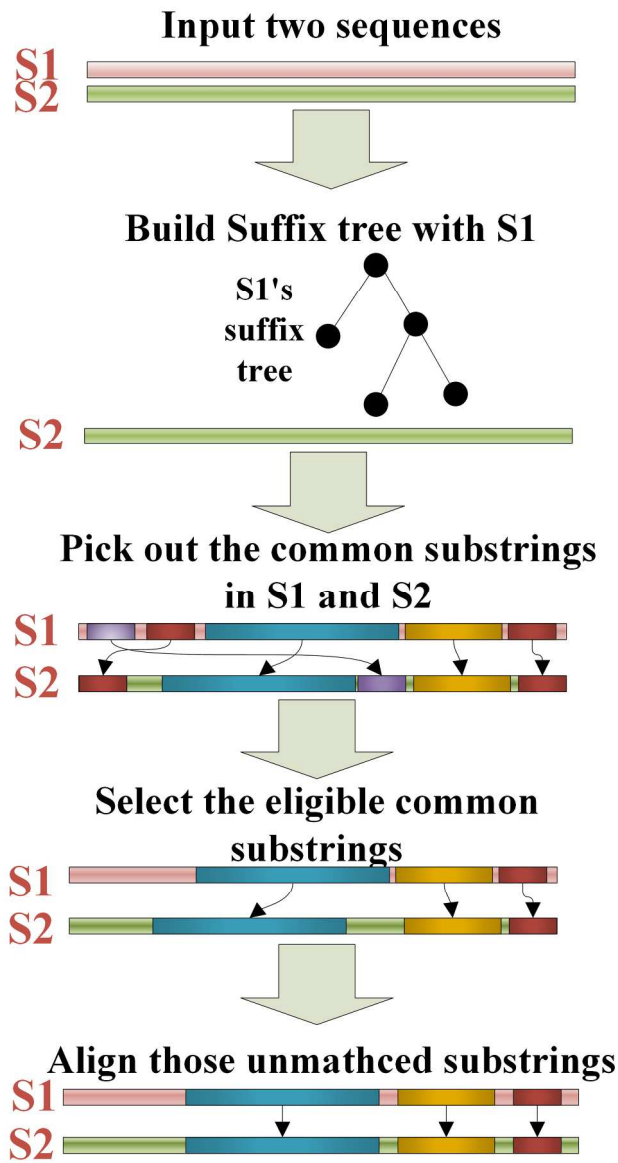 Input two sequences
S1
S2
Build Suffix tree with S1
S1's
suffix
tree
S2
Pick out the common substrings
in S1 and S2
S1
S2
Select the eligible common
substrings
S1
S2
Align those unmathced substrings
S1
S2